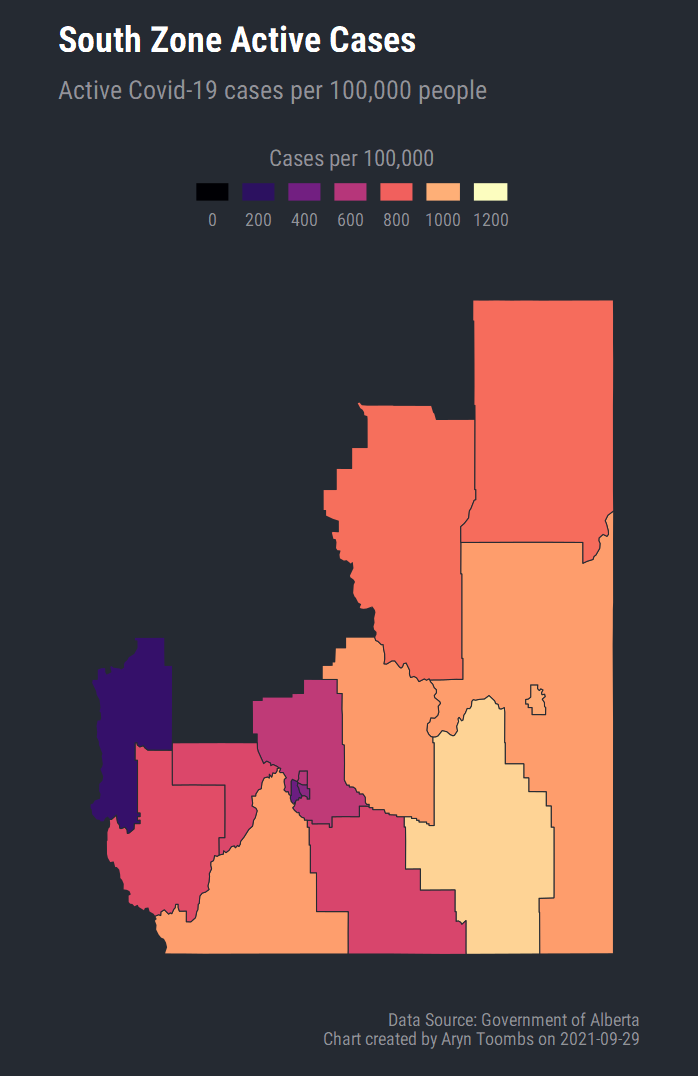 South Zone Active Cases
Active Covid-19 cases per 100,000 people
Cases per 100,000
0 200 400 600 800 1000 1200
Data Source: Government of Alberta
Chart created by Aryn Toombs on 2021-09-29